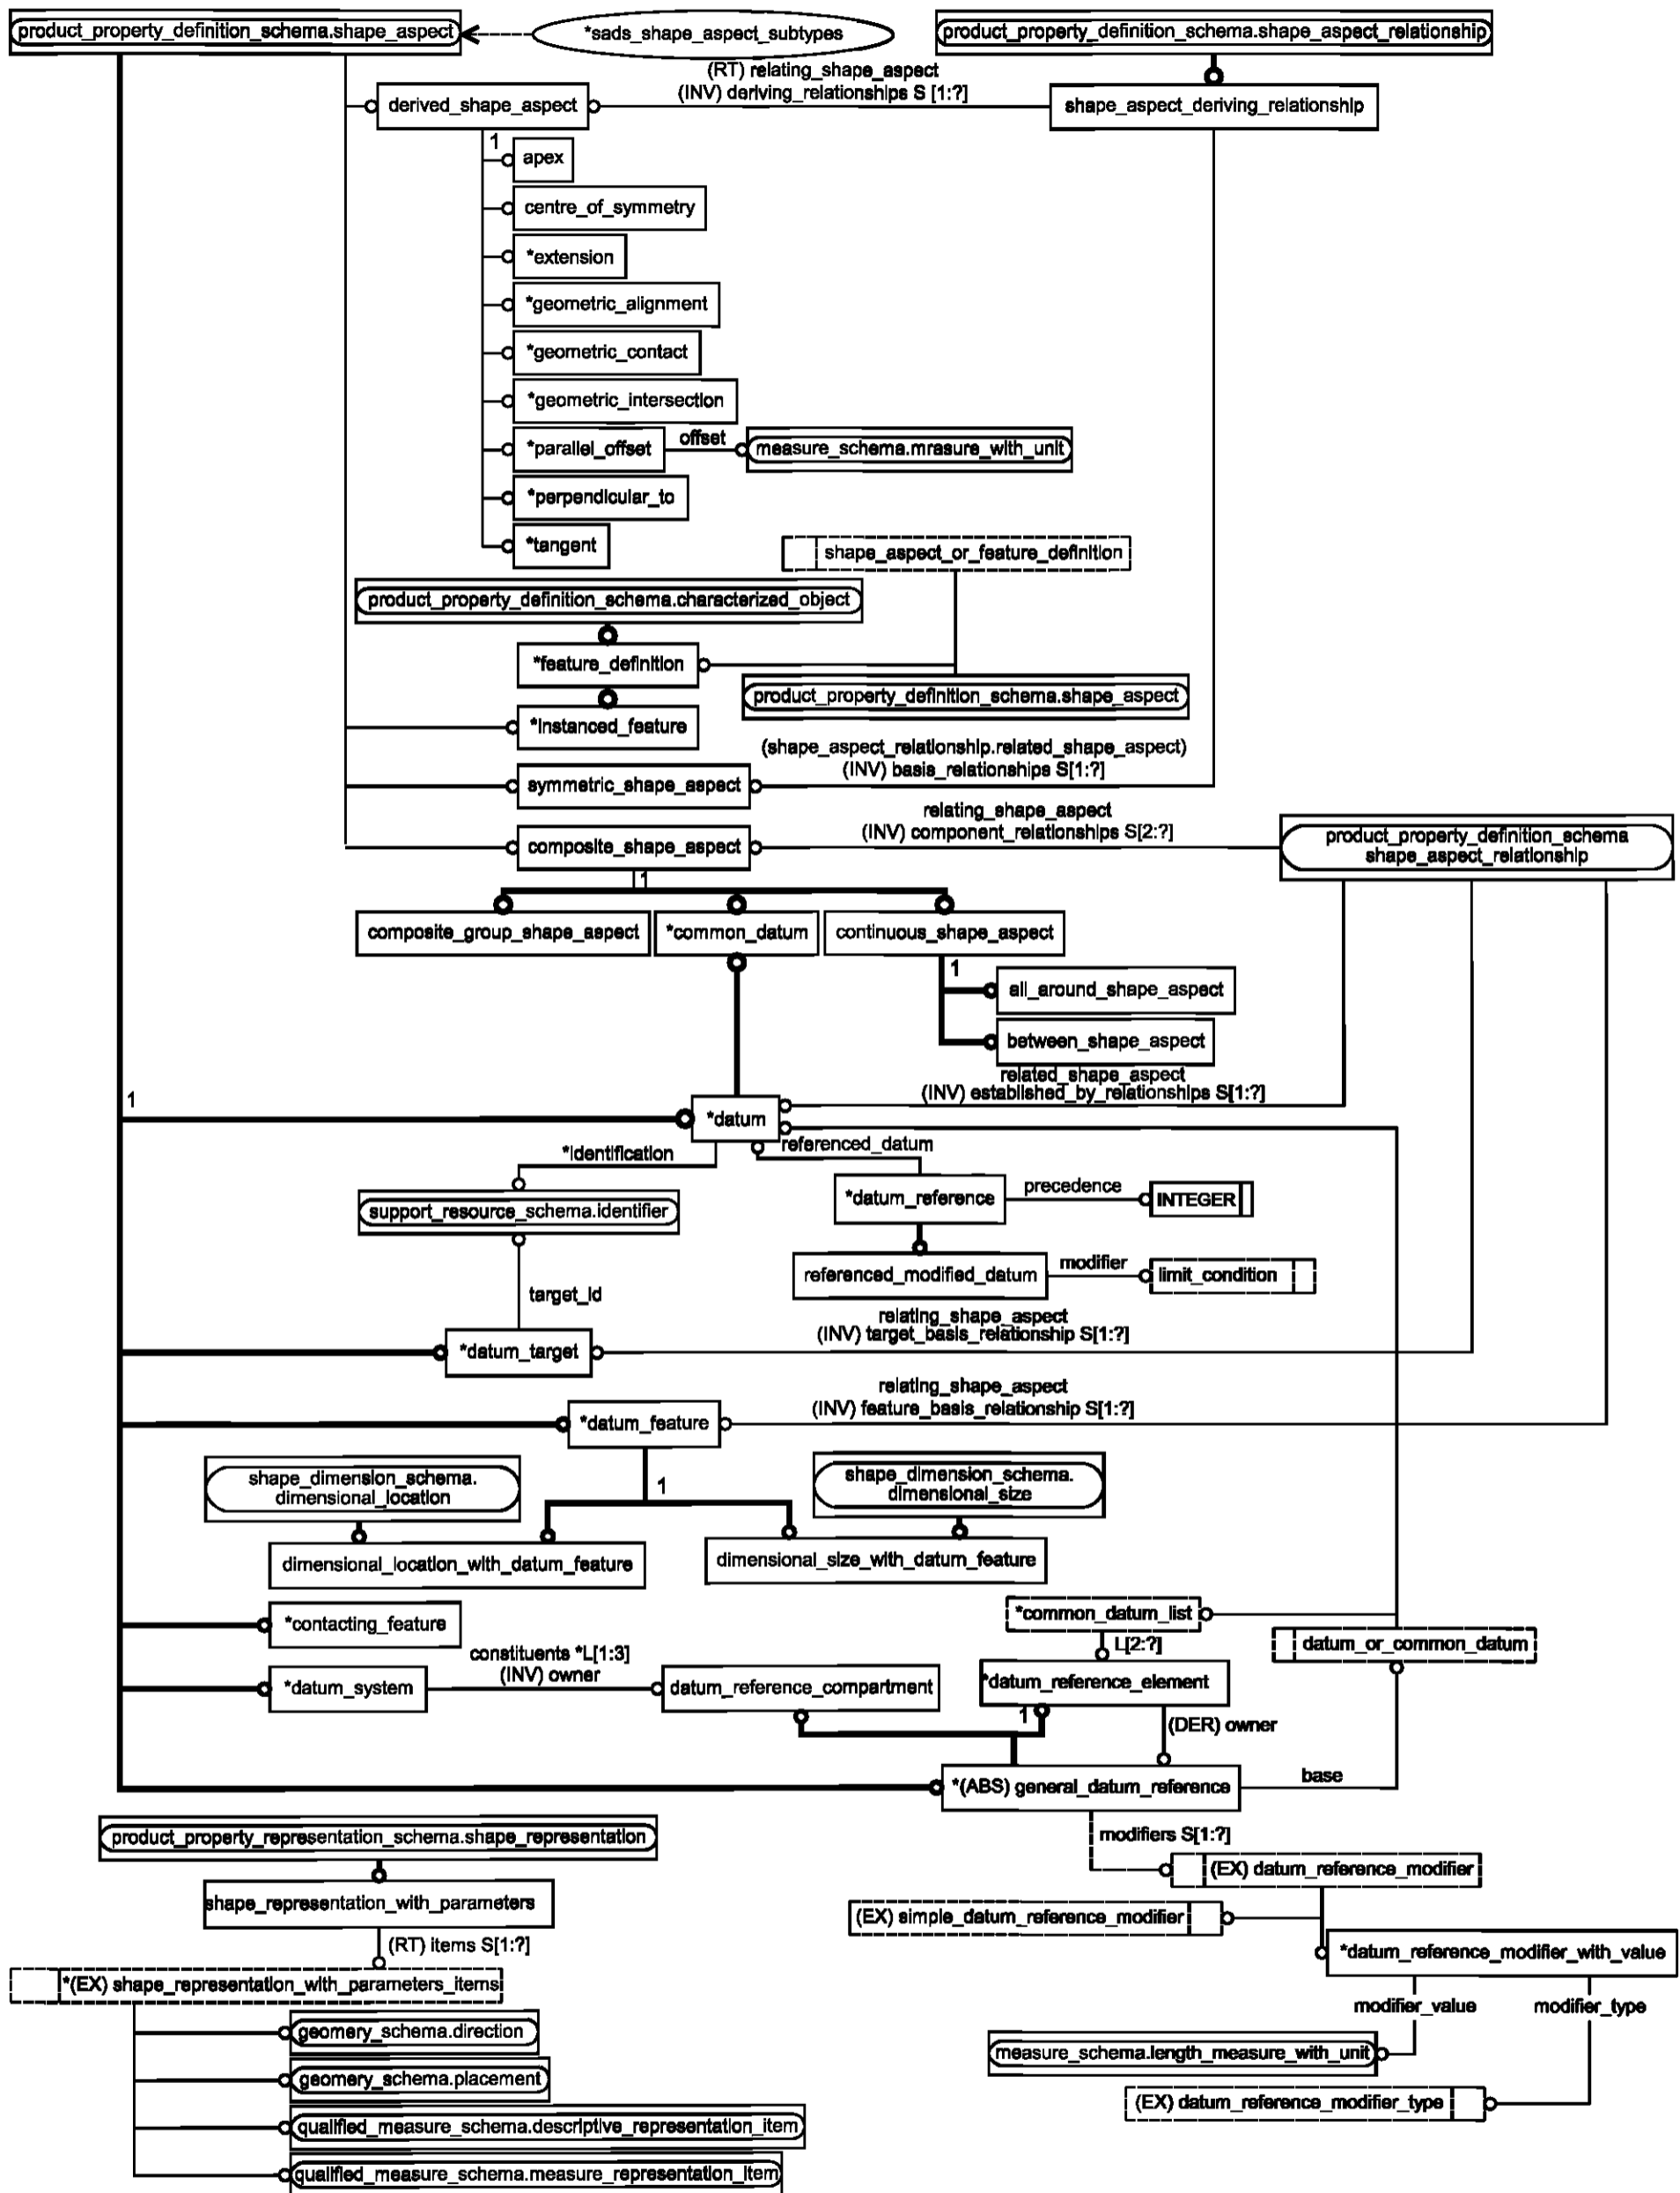 product_property_definition_schema.shape_aspect
*sads_shape_aspect_subtypes
product_property_definition_schema.shape_aspect_relationship
(RT) relating_shape_aspect
(INV) deriving_relationships S [1:?]
derived_shape_aspect
shape_aspect_deriving_relationship
1
apex
centre_of_symmetry
*extension
*geometric_alignment
*geometric_contact
*geometric_intersection
*parallel_offset
offset
measure_schema.mrasure_with_unit
*perpendicular_to
*tangent
shape_aspect_or_feature_definition
product_property_definition_schema.characterized_object
*feature_definition
product_property_definition_schema.shape_aspect
*instanced_feature
(shape_aspect_relationship.related_shape_aspect)
(INV) basis_relationships S[1:?]
symmetric_shape_aspect
relating_shape_aspect
(INV) component_relationships S[2:?]
composite_shape_aspect
product_property_definition_schema
shape_aspect_relationship
1
composite_group_shape_aspect
*common_datum
continuous_shape_aspect
1
all_around_shape_aspect
between_shape_aspect
related_shape_aspect
(INV) established_by_relationships S[1:?]
1
*datum
*identification
referenced_datum
*datum_reference
precedence
INTEGER
support_resource_schema.identifier
referenced_modified_datum
modifier
limit_condition
target_id
relating_shape_aspect
(INV) target_basis_relationship S[1:?]
*datum_target
relating_shape_aspect
(INV) feature_basis_relationship S[1:?]
*datum_feature
1
shape_dimension_schema.
dimensional_location
shape_dimension_schema.
dimensional_size
dimensional_location_with_datum_feature
dimensional_size_with_datum_feature
*contacting_feature
*common_datum_list
L[2:?]
datum_or_common_datum
constituents *L[1:3]
(INV) owner
*datum_system
datum_reference_compartment
*datum_reference_element
1
(DER) owner
*(ABS) general_datum_reference
base
product_property_representation_schema.shape_representation
modifiers S[1:?]
(EX) datum_reference_modifier
shape_representation_with_parameters
(EX) simple_datum_reference_modifier
(RT) items S[1:?]
*datum_reference_modifier_with_value
*(EX) shape_representation_with_parameters_items
modifier_value
modifier_type
geomery_schema.direction
measure_schema.length_measure_with_unit
geomery_schema.placement
(EX) datum_reference_modifier_type
qualified_measure_schema.descriptive_representation_item
qualified_measure_schema.measure_representation_item